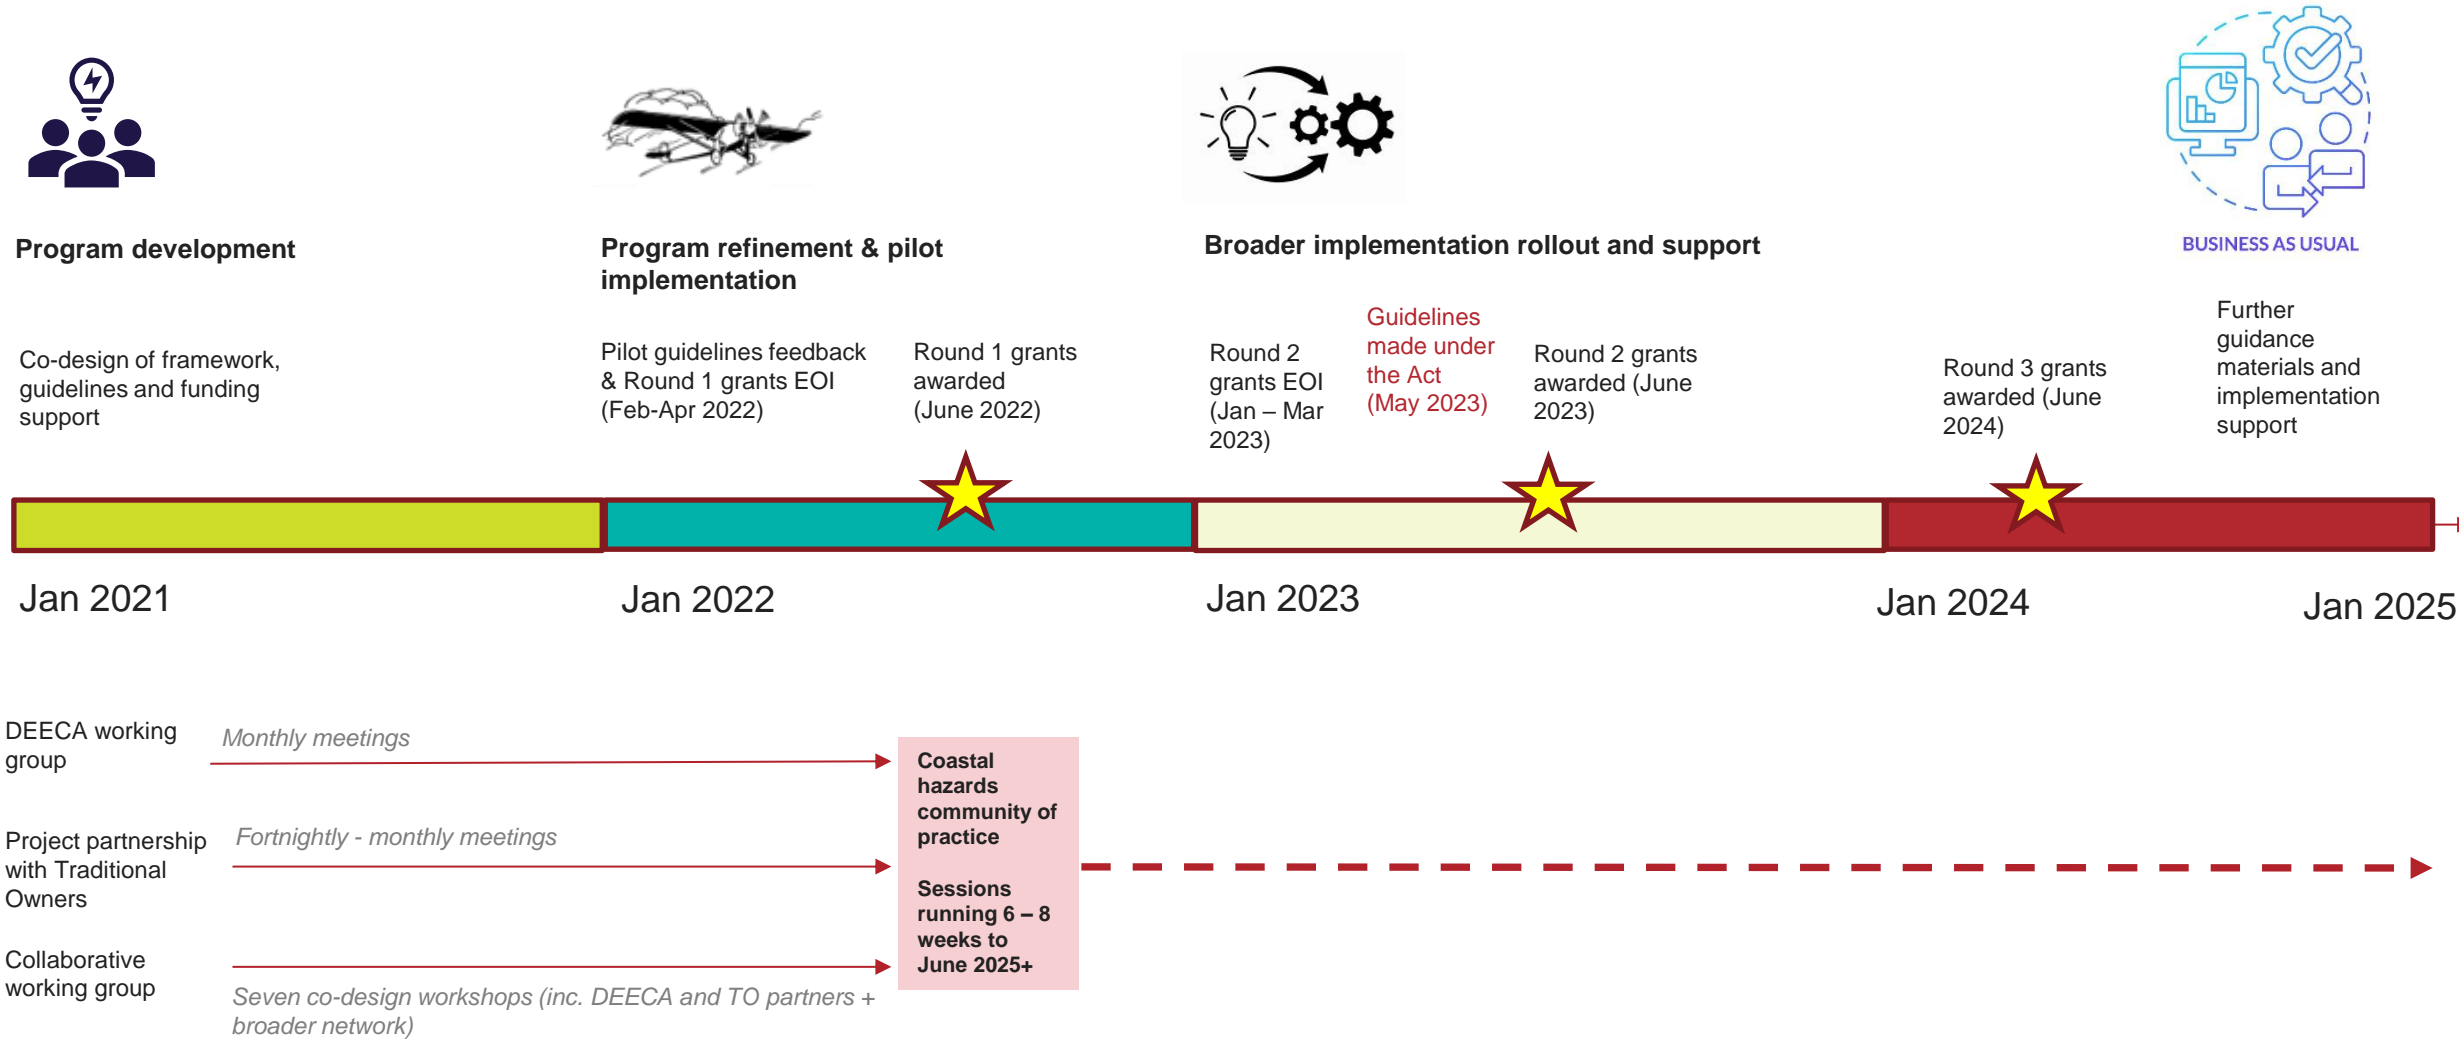 Program development
Program refinement & pilot
implementation
Broader implementation rollout and support
BUSINESS AS USUAL
Co-design of framework,
guidelines and funding
support
Pilot guidelines feedback
& Round 1 grants EOI
(Feb-Apr 2022)
Round 1 grants
awarded
(June 2022)
Round 2
grants EOI
(Jan – Mar
2023)
Guidelines
made under
the Act
(May 2023)
Round 2 grants
awarded (June
2023)
Round 3 grants
awarded (June
2024)
Further
guidance
materials and
implementation
support
Jan 2021
Jan 2022
Jan 2023
Jan 2024
Jan 2025
DEECA working
group
Monthly meetings
Project partnership
with Traditional
Owners
Fortnightly - monthly meetings
Collaborative
working group
Seven co-design workshops (inc. DEECA and TO partners +
broader network)
Coastal
hazards
community of
practice
Sessions
running 6 – 8
weeks to
June 2025+